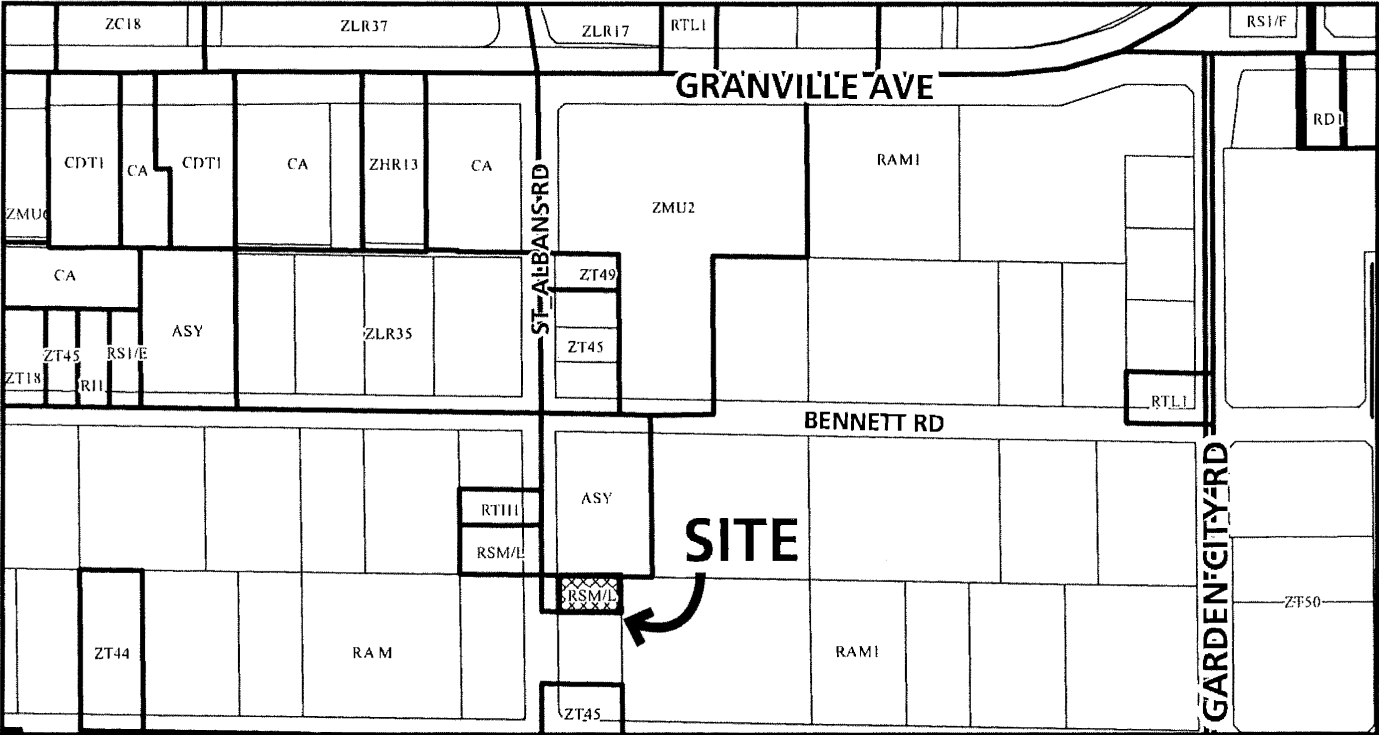 ZC18
ZLR37
ZLR17
RTL1
RS1/F
GRANVILLE AVE
RD1
CDT1
CA
CDT1
CA
ZHR13
CA
RAM1
ZMU2
ST ALBANS RD
CA
ZT49
ASY
ZLR35
ZT45
ZT45
RS1/E
ZT18
RTL1
BENNETT RD
GARDEN CITY RD
ASY
RTH1
RSM/L
SITE
RSM/L
ZT50
ZT44
RAM
RAM1
ZT45